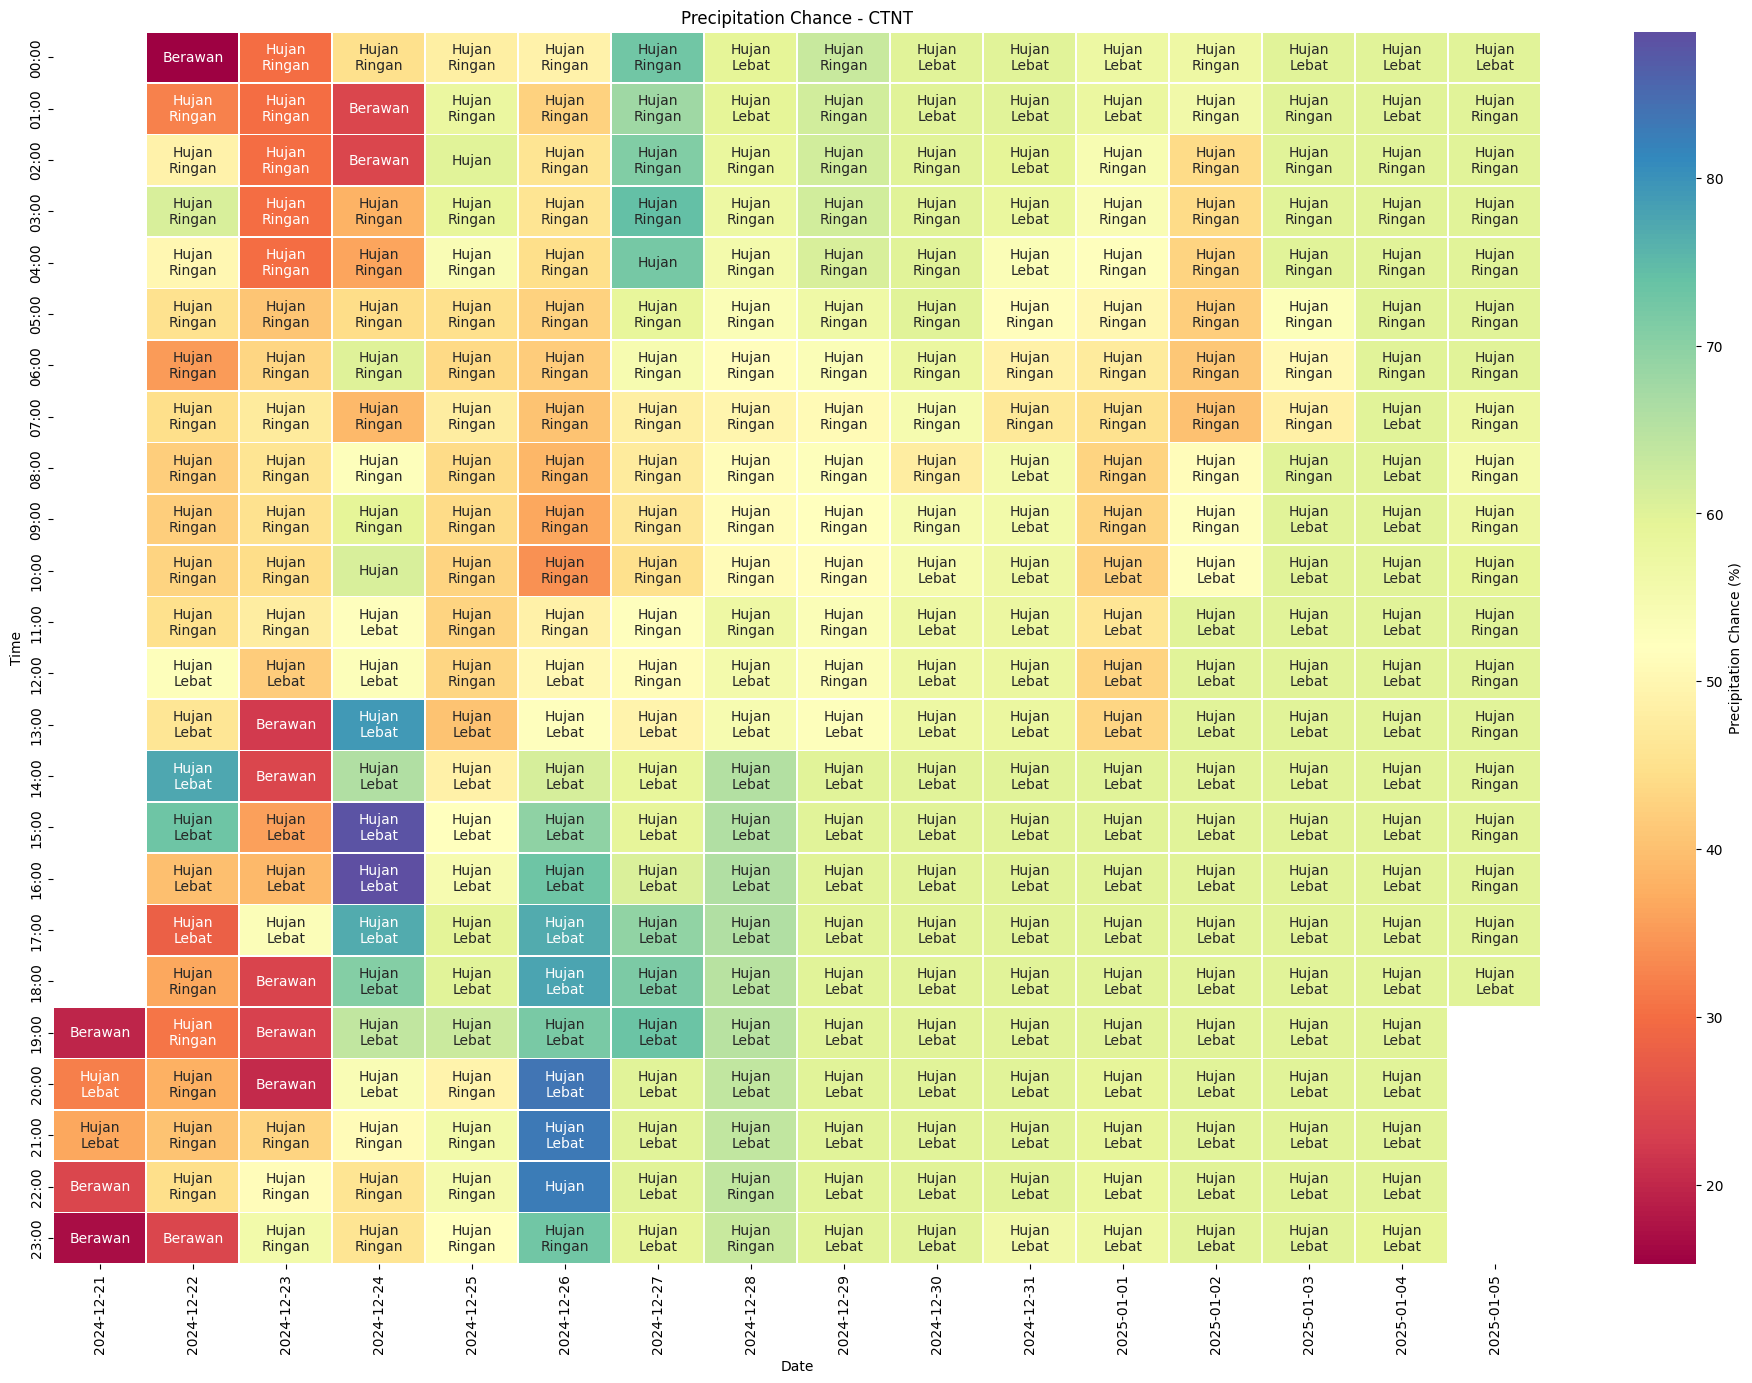 Precipitation Chance - CTNT
00:00 Berawan Hujan Ringan Hujan Ringan Hujan Ringan Hujan Ringan Hujan Ringan Hujan Lebat Hujan Ringan Hujan Lebat Hujan Lebat Hujan Lebat Hujan Ringan Hujan Lebat Hujan Lebat Hujan Lebat
01:00 Hujan Ringan Hujan Ringan Berawan Hujan Ringan Hujan Ringan Hujan Ringan Hujan Lebat Hujan Ringan Hujan Lebat Hujan Lebat Hujan Lebat Hujan Ringan Hujan Ringan Hujan Lebat Hujan Ringan
02:00 Hujan Ringan Hujan Ringan Berawan Hujan Hujan Ringan Hujan Ringan Hujan Ringan Hujan Ringan Hujan Ringan Hujan Lebat Hujan Ringan Hujan Ringan Hujan Ringan Hujan Ringan Hujan Ringan
03:00 Hujan Ringan Hujan Ringan Hujan Ringan Hujan Ringan Hujan Ringan Hujan Ringan Hujan Ringan Hujan Ringan Hujan Ringan Hujan Lebat Hujan Ringan Hujan Ringan Hujan Ringan Hujan Ringan Hujan Ringan
04:00 Hujan Ringan Hujan Ringan Hujan Ringan Hujan Ringan Hujan Ringan Hujan Hujan Ringan Hujan Ringan Hujan Ringan Hujan Lebat Hujan Ringan Hujan Ringan Hujan Ringan Hujan Ringan Hujan Ringan
05:00 Hujan Ringan Hujan Ringan Hujan Ringan Hujan Ringan Hujan Ringan Hujan Ringan Hujan Ringan Hujan Ringan Hujan Ringan Hujan Ringan Hujan Ringan Hujan Ringan Hujan Ringan Hujan Ringan Hujan Ringan
06:00 Hujan Ringan Hujan Ringan Hujan Ringan Hujan Ringan Hujan Ringan Hujan Ringan Hujan Ringan Hujan Ringan Hujan Ringan Hujan Ringan Hujan Ringan Hujan Ringan Hujan Ringan Hujan Ringan Hujan Ringan
07:00 Hujan Ringan Hujan Ringan Hujan Ringan Hujan Ringan Hujan Ringan Hujan Ringan Hujan Ringan Hujan Ringan Hujan Ringan Hujan Ringan Hujan Ringan Hujan Ringan Hujan Ringan Hujan Lebat Hujan Ringan
08:00 Hujan Ringan Hujan Ringan Hujan Ringan Hujan Ringan Hujan Ringan Hujan Ringan Hujan Ringan Hujan Ringan Hujan Ringan Hujan Lebat Hujan Ringan Hujan Ringan Hujan Ringan Hujan Lebat Hujan Ringan
09:00 Hujan Ringan Hujan Ringan Hujan Ringan Hujan Ringan Hujan Ringan Hujan Ringan Hujan Ringan Hujan Ringan Hujan Ringan Hujan Lebat Hujan Ringan Hujan Ringan Hujan Lebat Hujan Lebat Hujan Ringan
10:00 Hujan Ringan Hujan Ringan Hujan Hujan Ringan Hujan Ringan Hujan Ringan Hujan Ringan Hujan Ringan Hujan Lebat Hujan Lebat Hujan Lebat Hujan Lebat Hujan Lebat Hujan Lebat Hujan Ringan
11:00 Hujan Ringan Hujan Ringan Hujan Lebat Hujan Ringan Hujan Ringan Hujan Ringan Hujan Ringan Hujan Ringan Hujan Lebat Hujan Lebat Hujan Lebat Hujan Lebat Hujan Lebat Hujan Lebat Hujan Ringan
12:00 Hujan Lebat Hujan Lebat Hujan Lebat Hujan Ringan Hujan Lebat Hujan Ringan Hujan Lebat Hujan Ringan Hujan Lebat Hujan Lebat Hujan Lebat Hujan Lebat Hujan Lebat Hujan Lebat Hujan Ringan
13:00 Hujan Lebat Berawan Hujan Lebat Hujan Lebat Hujan Lebat Hujan Lebat Hujan Lebat Hujan Lebat Hujan Lebat Hujan Lebat Hujan Lebat Hujan Lebat Hujan Lebat Hujan Lebat Hujan Ringan
14:00 Hujan Lebat Berawan Hujan Lebat Hujan Lebat Hujan Lebat Hujan Lebat Hujan Lebat Hujan Lebat Hujan Lebat Hujan Lebat Hujan Lebat Hujan Lebat Hujan Lebat Hujan Lebat Hujan Ringan
15:00 Hujan Lebat Hujan Lebat Hujan Lebat Hujan Lebat Hujan Lebat Hujan Lebat Hujan Lebat Hujan Lebat Hujan Lebat Hujan Lebat Hujan Lebat Hujan Lebat Hujan Lebat Hujan Lebat Hujan Ringan
16:00 Hujan Lebat Hujan Lebat Hujan Lebat Hujan Lebat Hujan Lebat Hujan Lebat Hujan Lebat Hujan Lebat Hujan Lebat Hujan Lebat Hujan Lebat Hujan Lebat Hujan Lebat Hujan Lebat Hujan Ringan
17:00 Hujan Lebat Hujan Lebat Hujan Lebat Hujan Lebat Hujan Lebat Hujan Lebat Hujan Lebat Hujan Lebat Hujan Lebat Hujan Lebat Hujan Lebat Hujan Lebat Hujan Lebat Hujan Lebat Hujan Ringan
18:00 Hujan Ringan Berawan Hujan Lebat Hujan Lebat Hujan Lebat Hujan Lebat Hujan Lebat Hujan Lebat Hujan Lebat Hujan Lebat Hujan Lebat Hujan Lebat Hujan Lebat Hujan Lebat Hujan Lebat
19:00 Berawan Hujan Ringan Berawan Hujan Lebat Hujan Lebat Hujan Lebat Hujan Lebat Hujan Lebat Hujan Lebat Hujan Lebat Hujan Lebat Hujan Lebat Hujan Lebat Hujan Lebat Hujan Lebat
20:00 Hujan Lebat Hujan Ringan Berawan Hujan Lebat Hujan Ringan Hujan Lebat Hujan Lebat Hujan Lebat Hujan Lebat Hujan Lebat Hujan Lebat Hujan Lebat Hujan Lebat Hujan Lebat Hujan Lebat
21:00 Hujan Lebat Hujan Ringan Hujan Ringan Hujan Ringan Hujan Ringan Hujan Lebat Hujan Lebat Hujan Lebat Hujan Lebat Hujan Lebat Hujan Lebat Hujan Lebat Hujan Lebat Hujan Lebat Hujan Lebat
22:00 Berawan Hujan Ringan Hujan Ringan Hujan Ringan Hujan Ringan Hujan Hujan Lebat Hujan Ringan Hujan Lebat Hujan Lebat Hujan Lebat Hujan Lebat Hujan Lebat Hujan Lebat Hujan Lebat
23:00 Berawan Berawan Hujan Ringan Hujan Ringan Hujan Ringan Hujan Ringan Hujan Lebat Hujan Ringan Hujan Lebat Hujan Lebat Hujan Lebat Hujan Lebat Hujan Lebat Hujan Lebat Hujan Lebat
Time
2024-12-21 2024-12-22 2024-12-23 2024-12-24 2024-12-25 2024-12-26 2024-12-27 2024-12-28 2024-12-29 2024-12-30 2024-12-31 2025-01-01 2025-01-02 2025-01-03 2025-01-04 2025-01-05
Date
80
70
60
50
40
30
20
Precipitation Chance (%)